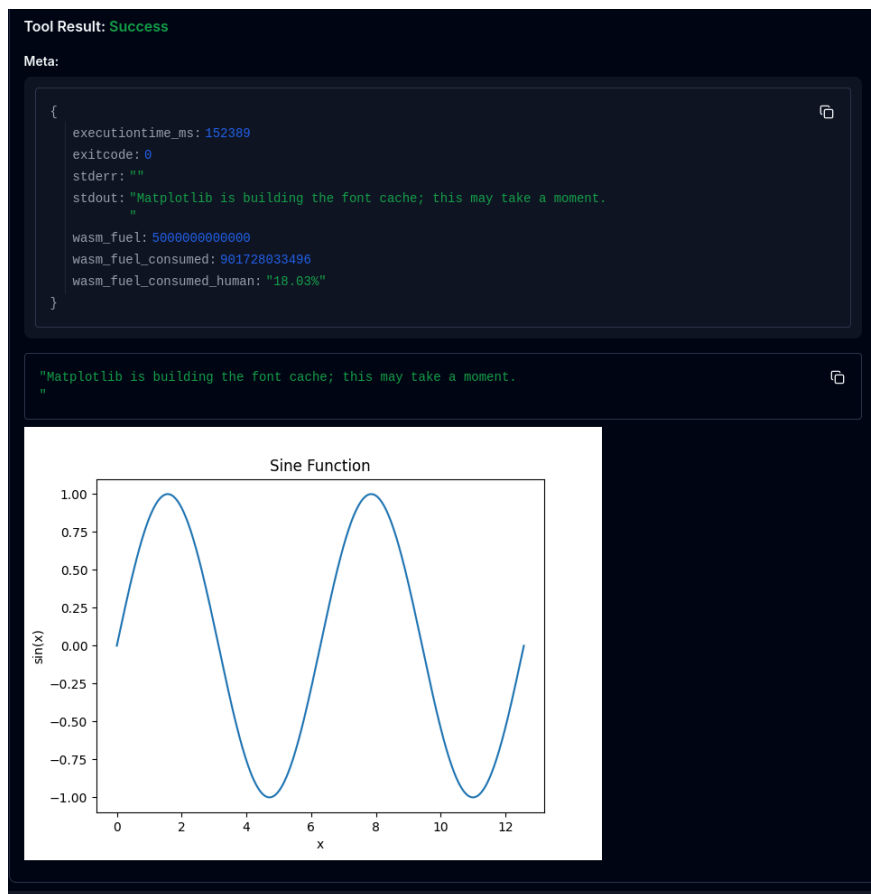 Tool Result: Success
Meta:
{
executiontime_ms: 152389
exitcode: 0
stderr: ""
stdout: "Matplotlib is building the font cache; this may take a moment.
"
wasm_fuel: 5000000000000
wasm_fuel_consumed: 901728033496
wasm_fuel_consumed_human: "18.03%"
}
"Matplotlib is building the font cache; this may take a moment.
"
Sine Function
1.00
0.75
0.50
0.25
0.00
−0.25
−0.50
−0.75
−1.00
sin(x)
0 2 4 6 8 10 12
x